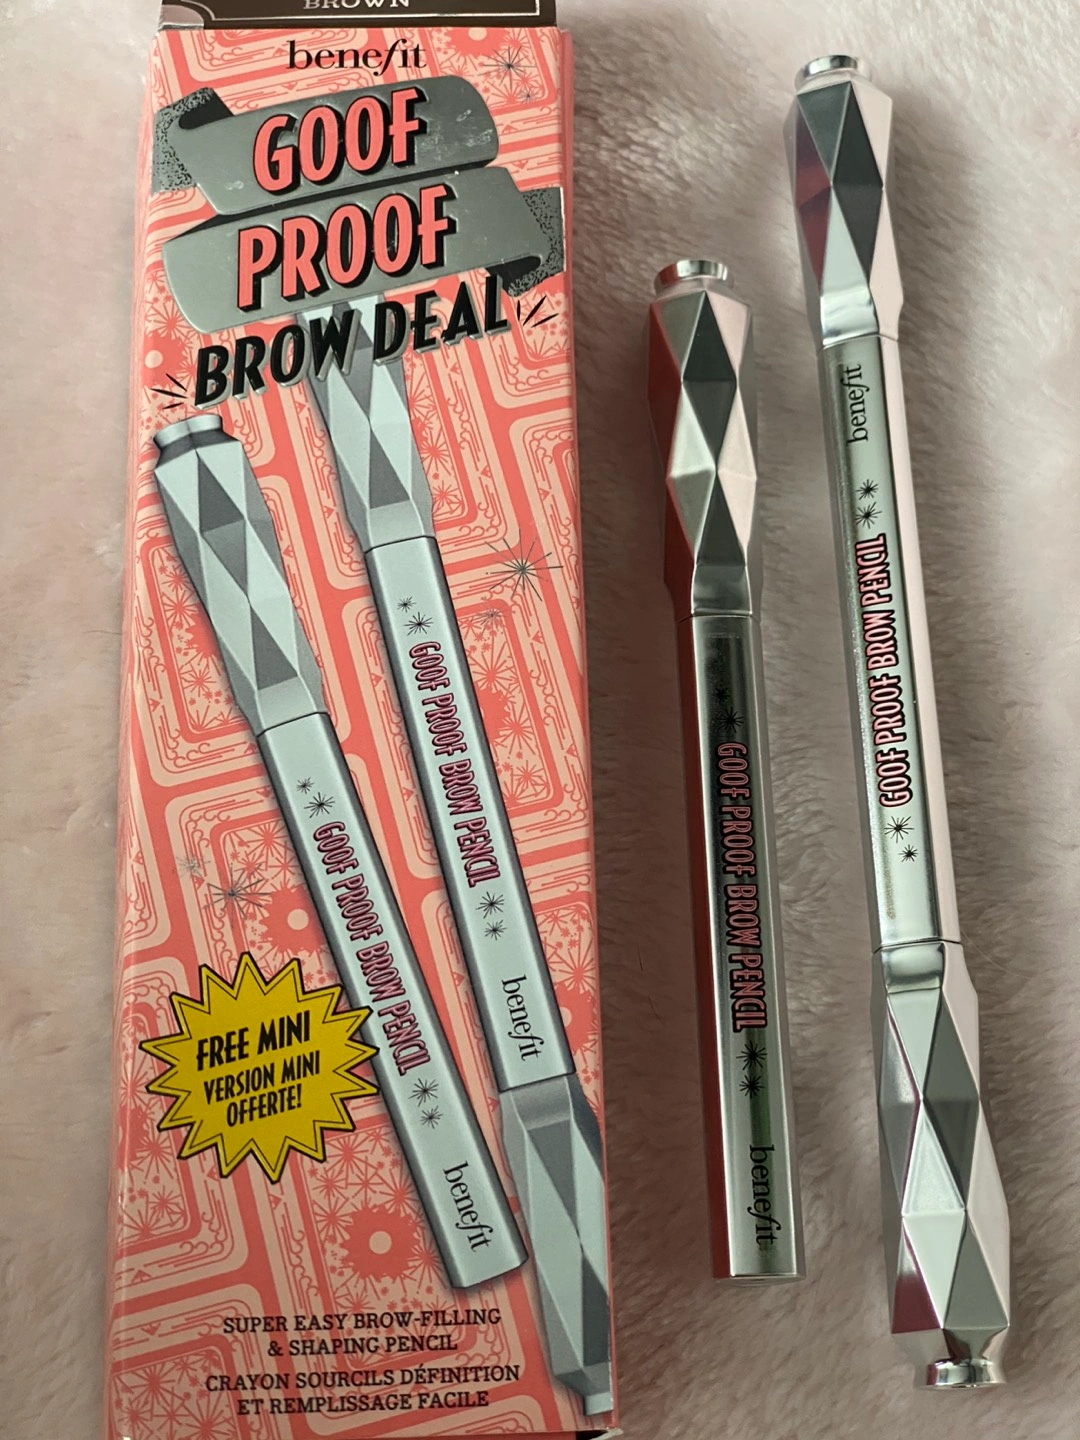 BROWN
benefit
GOOF
PROOF
BROW DEAL
GOOF PROOF BROW PENCIL
benefit
GOOF PROOF BROW PENCIL
benefit
FREE MINI
VERSION MINI
OFFERTE!
SUPER EASY BROW-FILLING
& SHAPING PENCIL
CRAYON SOURCILS DÉFINITION
ET REMPLISSAGE FACILE
GOOF PROOF BROW PENCIL
benefit
benefit
GOOF PROOF BROW PENCIL